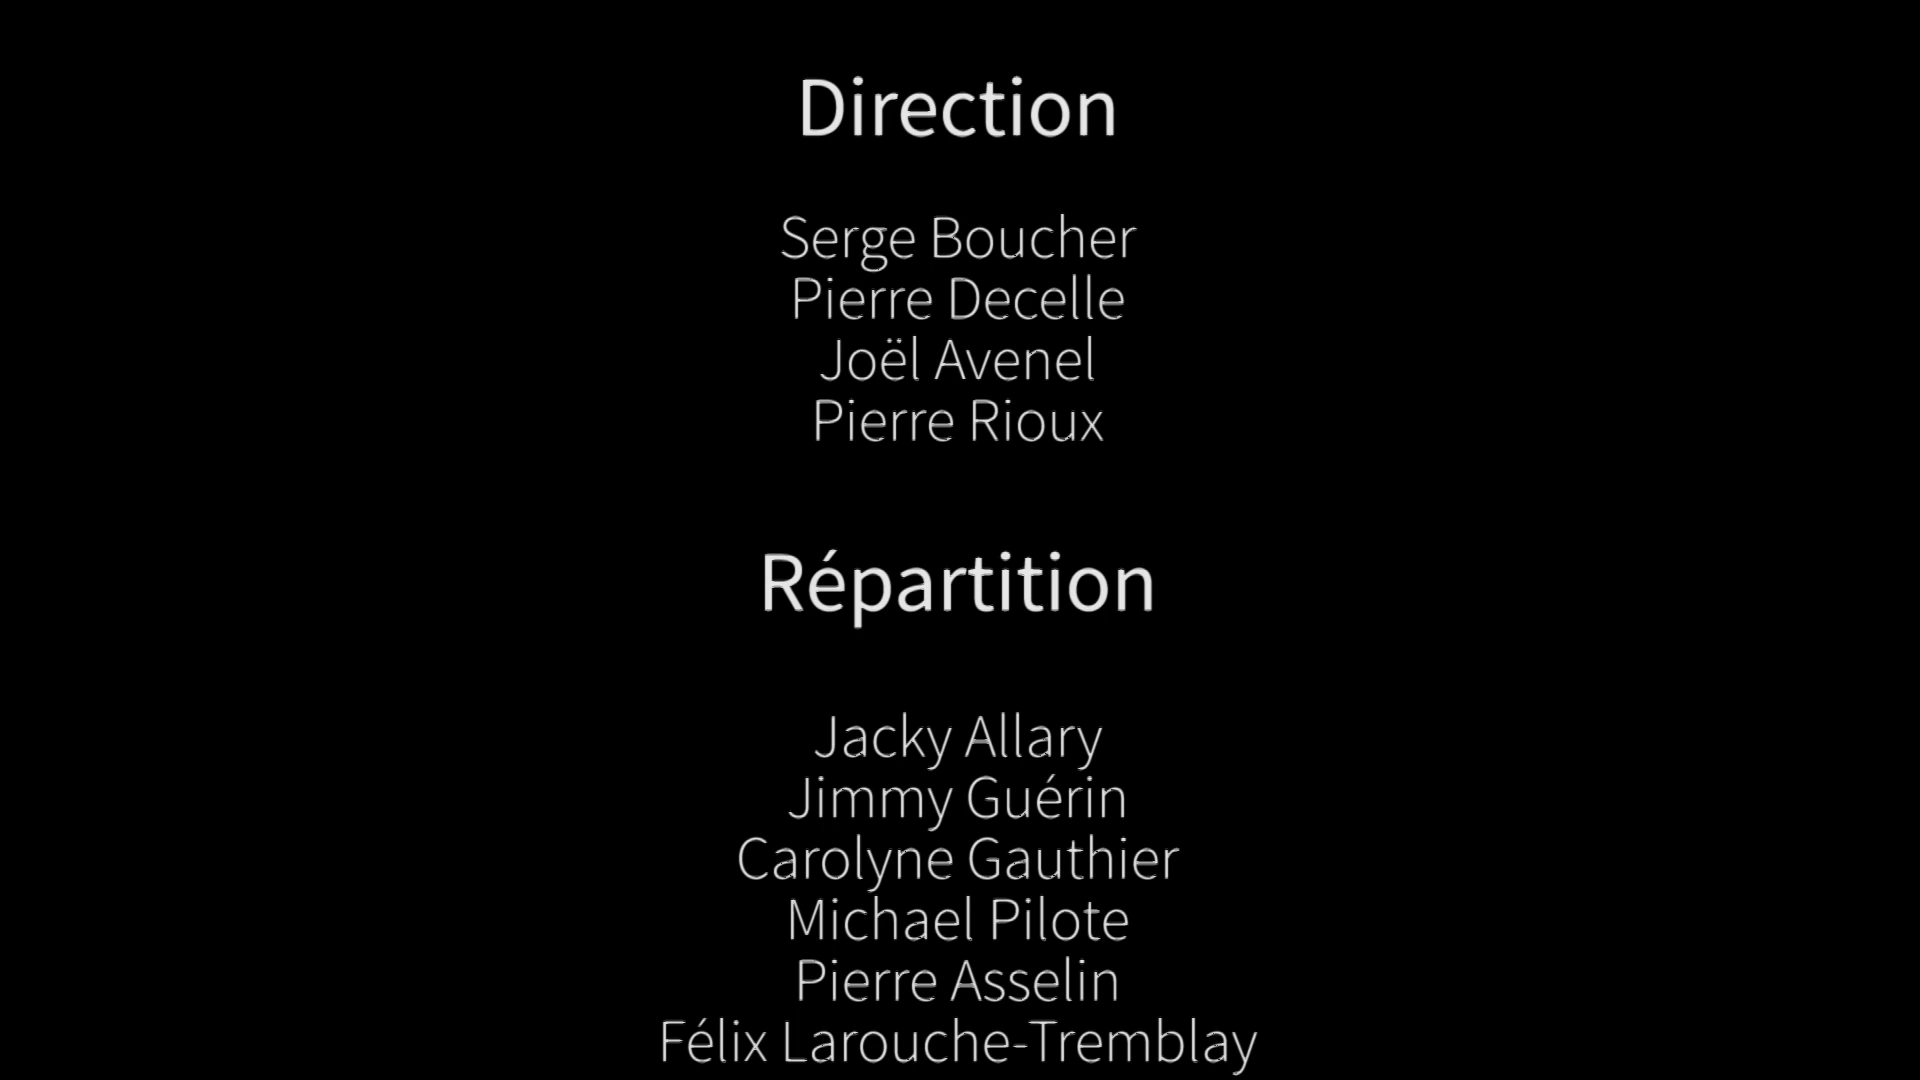 Direction
Serge Boucher
Pierre Decelle
Joël Avenel
Pierre Rioux
Répartition
Jacky Allary
Jimmy Guérin
Carolyne Gauthier
Michael Pilote
Pierre Asselin
Félix Larouche-Tremblay